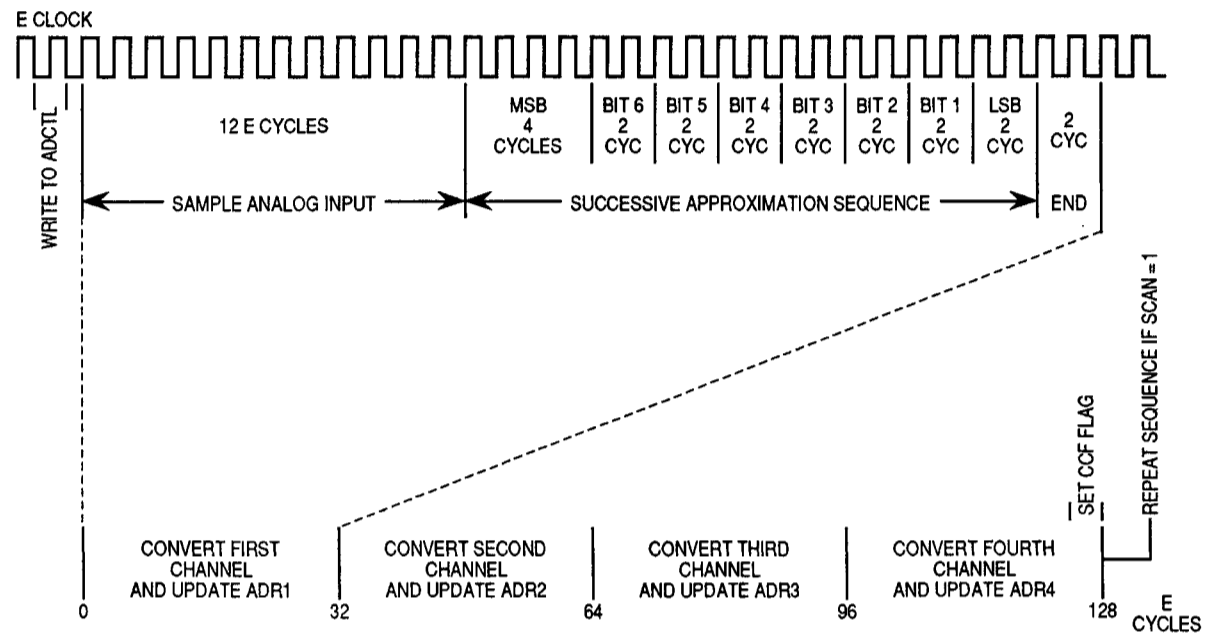 E CLOCK
WRITE TO ADCTL
12 E CYCLES
MSB
4
CYCLES
BIT 6
2
CYC
BIT 5
2
CYC
BIT 4
2
CYC
BIT 3
2
CYC
BIT 2
2
CYC
BIT 1
2
CYC
LSB
2
CYC
2
CYC
SAMPLE ANALOG INPUT
SUCCESSIVE APPROXIMATION SEQUENCE
END
SET CCF FLAG
REPEAT SEQUENCE IF SCAN = 1
CONVERT FIRST
CHANNEL
AND UPDATE ADR1
CONVERT SECOND
CHANNEL
AND UPDATE ADR2
CONVERT THIRD
CHANNEL
AND UPDATE ADR3
CONVERT FOURTH
CHANNEL
AND UPDATE ADR4
0
32
64
96
128
E
CYCLES